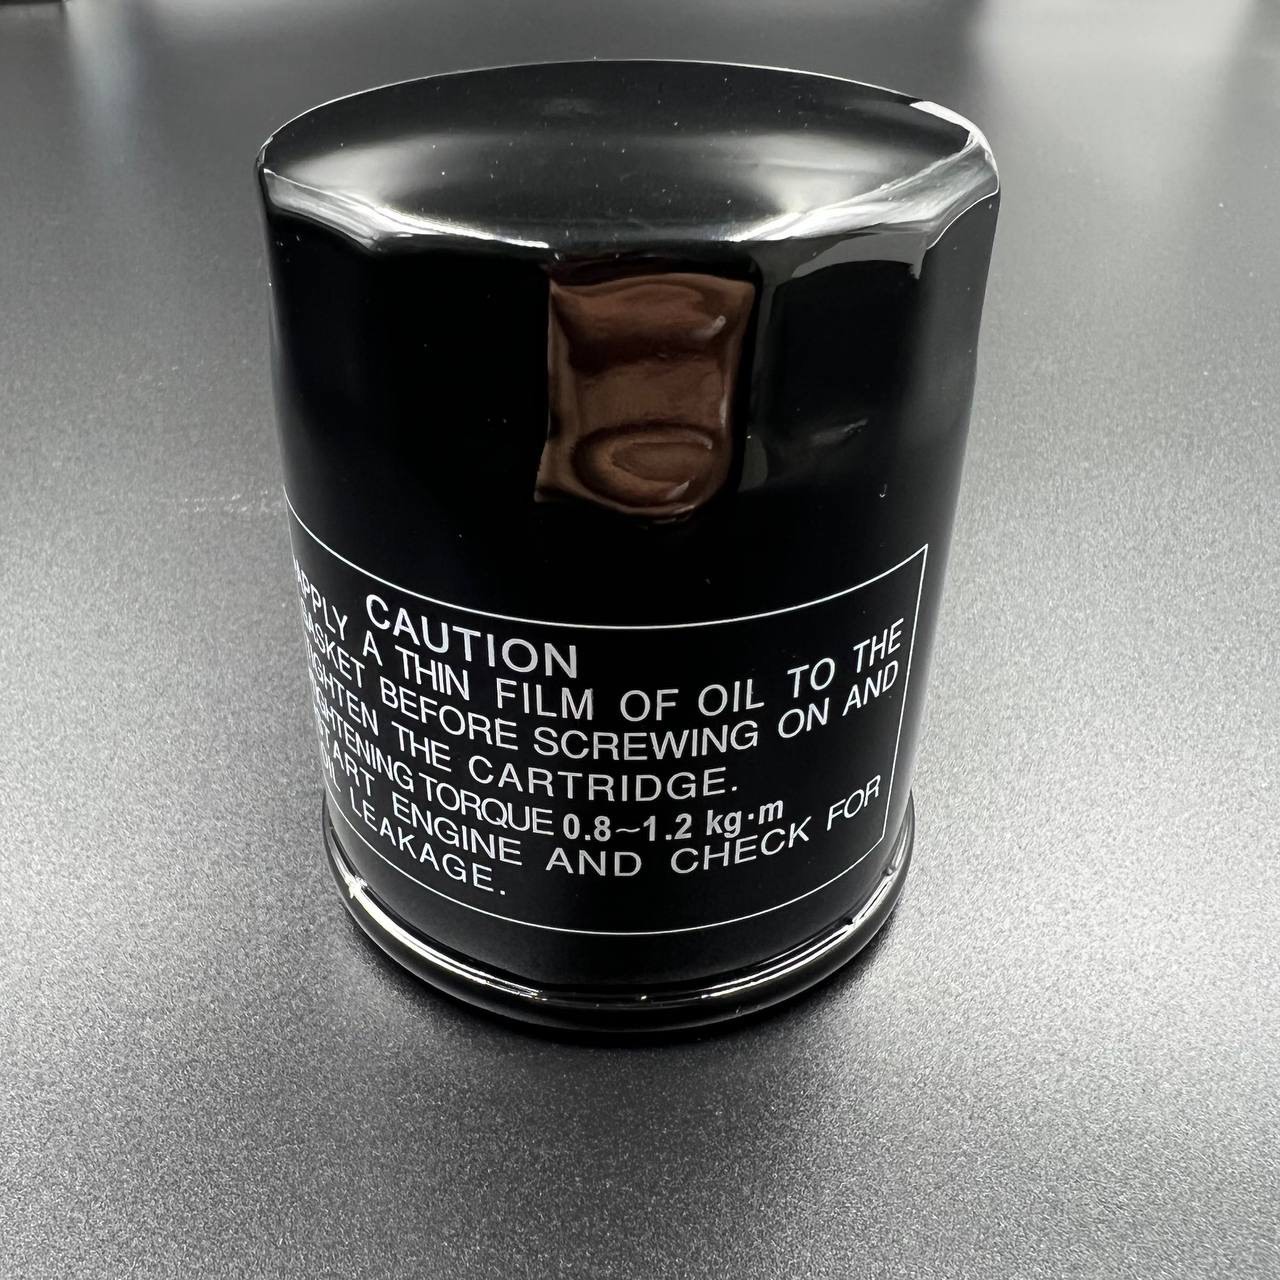 CAUTION
APPLY A THIN FILM OF OIL TO THE
GASKET BEFORE SCREWING ON AND
TIGHTEN THE CARTRIDGE.
TIGHTENING TORQUE 0.8~1.2 kg·m
START ENGINE AND CHECK FOR
OIL LEAKAGE.